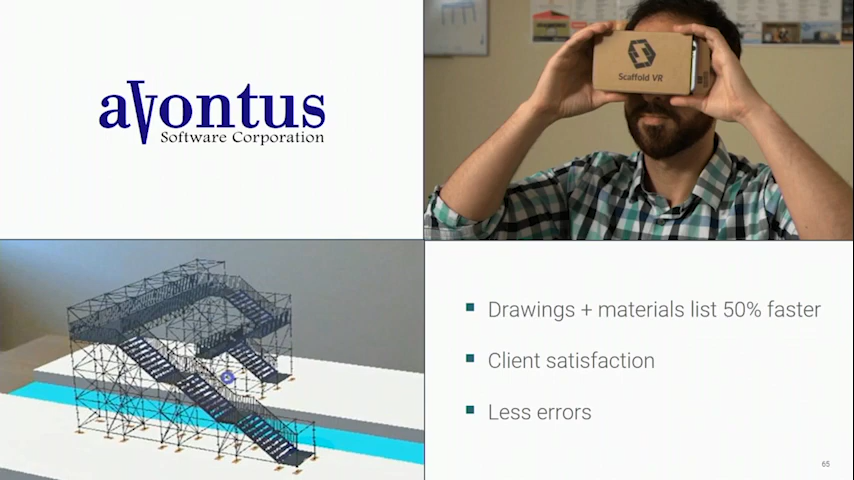 avontus
Software Corporation
Scaffold VR
Drawings + materials list 50% faster
Client satisfaction
Less errors
65